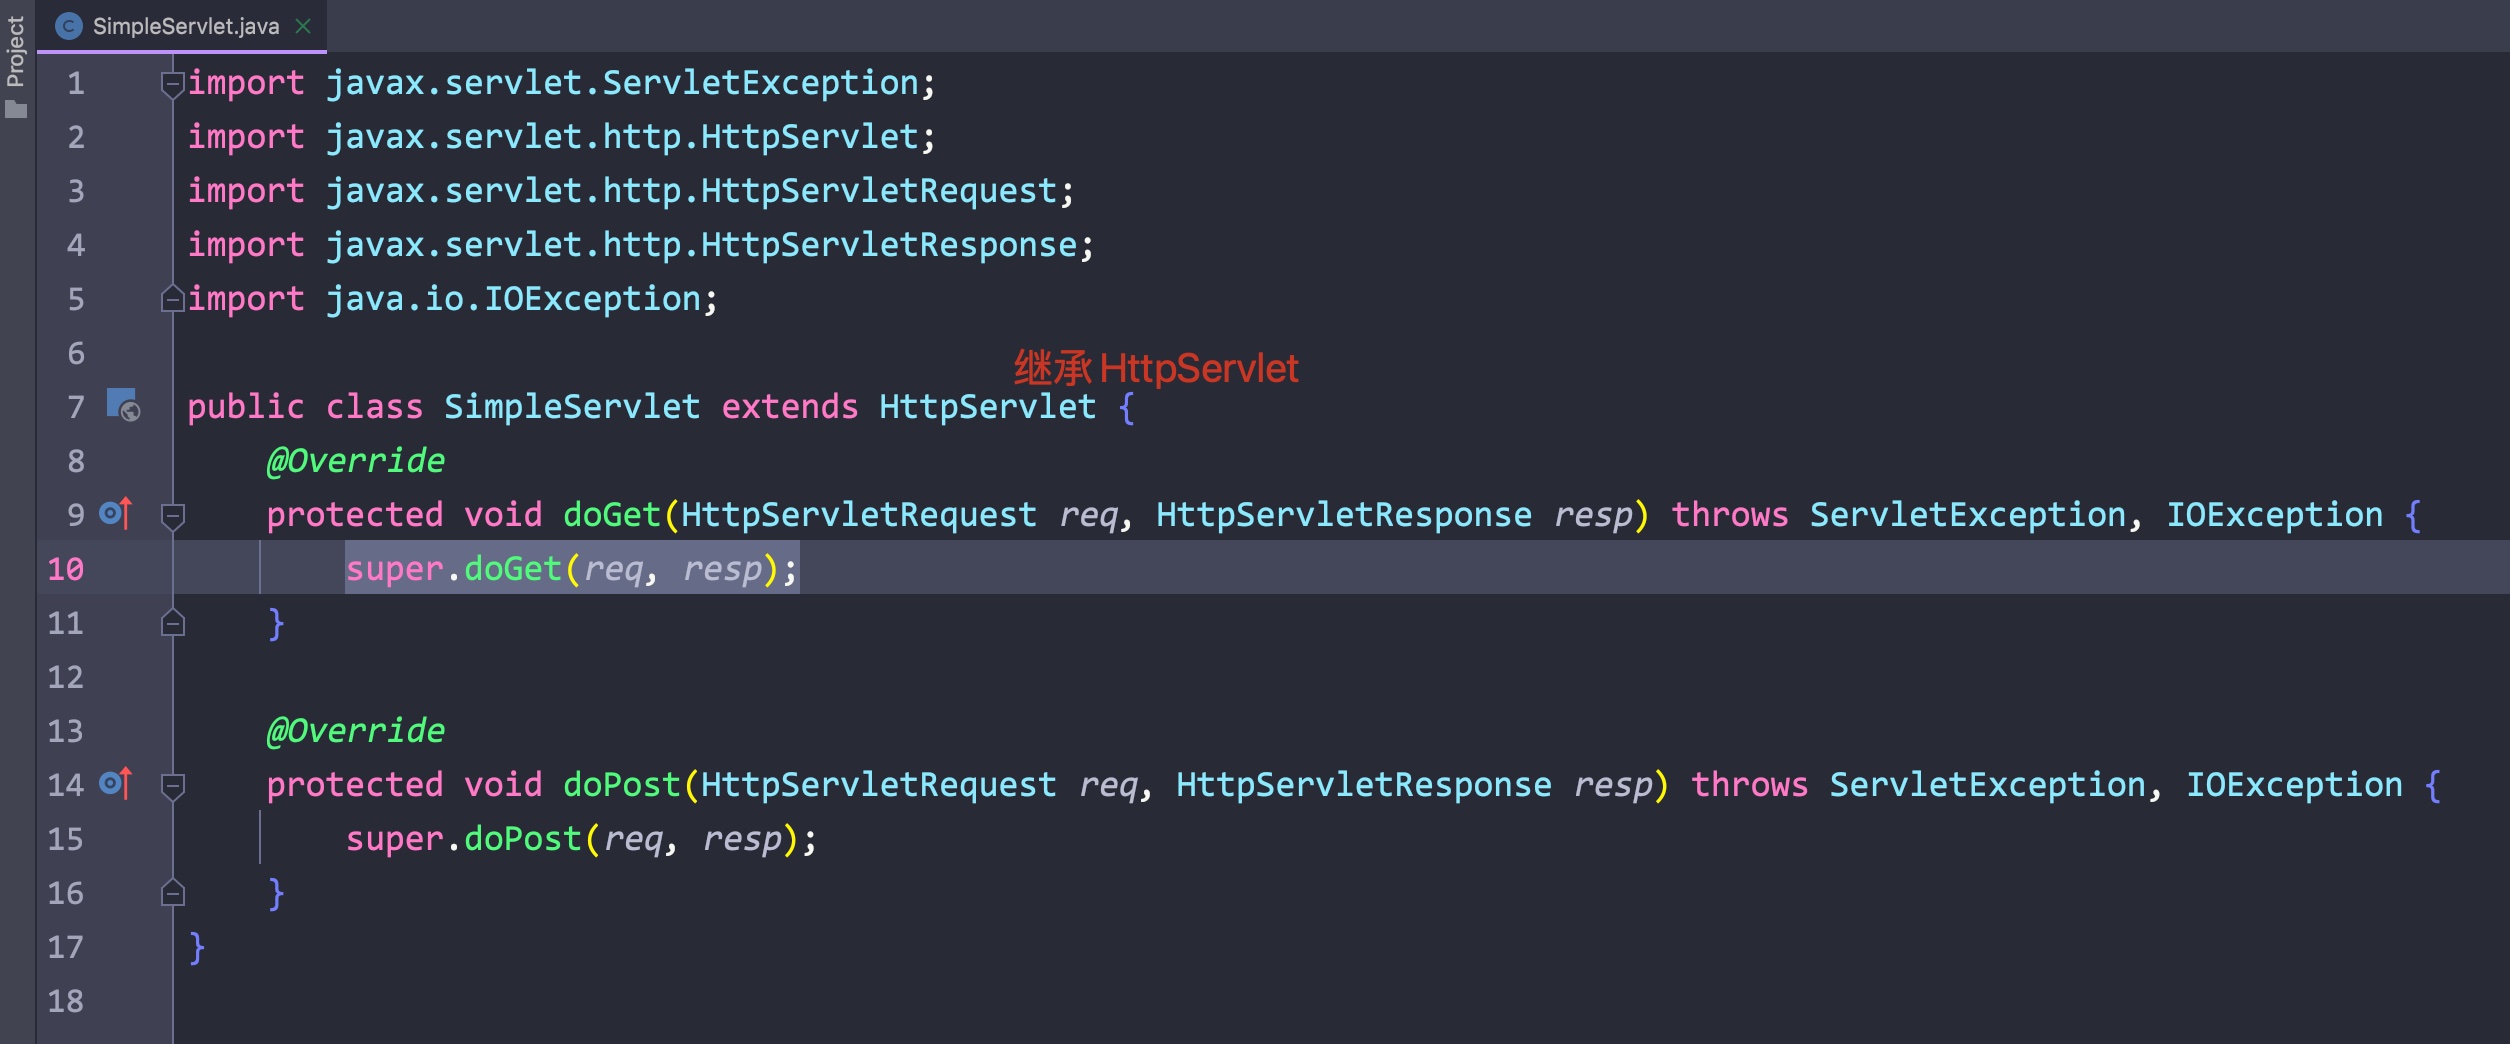 Project
SimpleServlet.java
1 import javax.servlet.ServletException;
2 import javax.servlet.http.HttpServlet;
3 import javax.servlet.http.HttpServletRequest;
4 import javax.servlet.http.HttpServletResponse;
5 import java.io.IOException;
6
继承 HttpServlet
7 public class SimpleServlet extends HttpServlet {
8 @Override
9 protected void doGet(HttpServletRequest req, HttpServletResponse resp) throws ServletException, IOException {
10 super.doGet(req, resp);
11 }
12
13 @Override
14 protected void doPost(HttpServletRequest req, HttpServletResponse resp) throws ServletException, IOException {
15 super.doPost(req, resp);
16 }
17 }
18